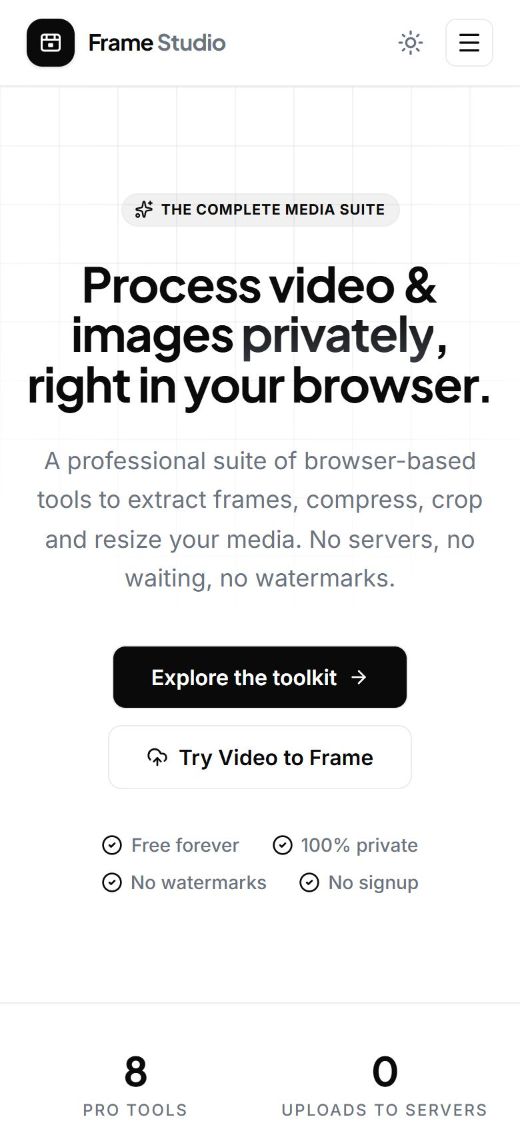 Frame Studio
THE COMPLETE MEDIA SUITE
Process video &
images privately,
right in your browser.
A professional suite of browser-based
tools to extract frames, compress, crop
and resize your media. No servers, no
waiting, no watermarks.
Explore the toolkit →
Try Video to Frame
Free forever 100% private
No watermarks No signup
8 0
PRO TOOLS UPLOADS TO SERVERS